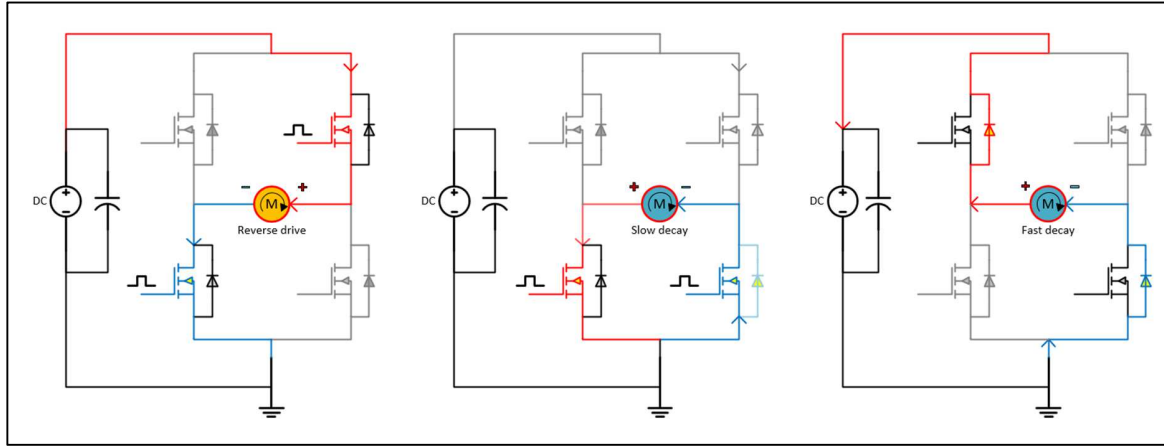 DC
+
−
− +
M
Reverse drive
DC
+
−
+ −
M
Slow decay
DC
+
−
+ −
M
Fast decay